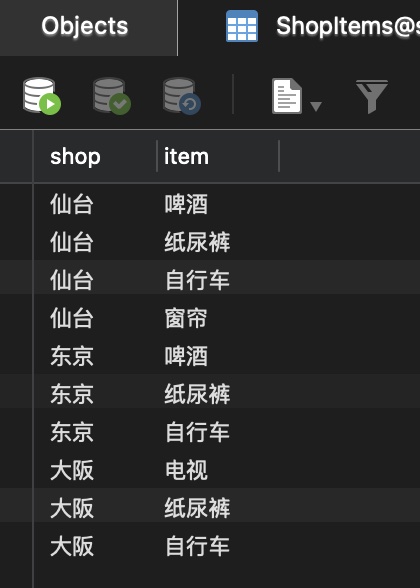 Objects ShopItems@s
shop item
仙台 啤酒
仙台 纸尿裤
仙台 自行车
仙台 窗帘
东京 啤酒
东京 纸尿裤
东京 自行车
大阪 电视
大阪 纸尿裤
大阪 自行车